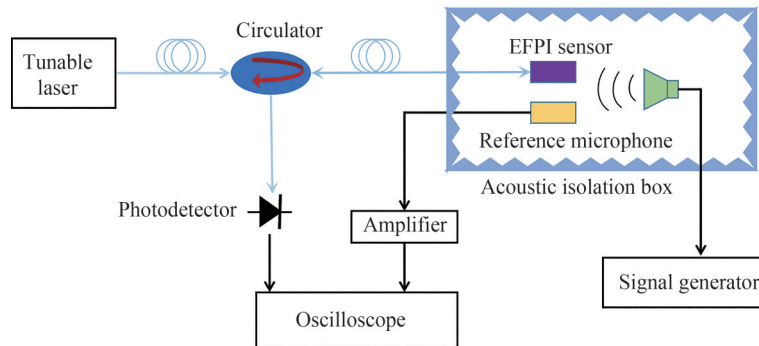 Circulator
Tunable
laser
EFPI sensor
Reference microphone
Acoustic isolation box
Photodetector
Amplifier
Signal generator
Oscilloscope